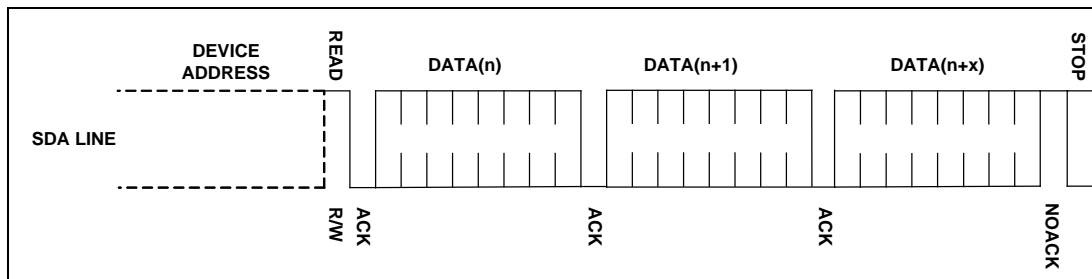 DEVICE
ADDRESS
READ
DATA(n)
DATA(n+1)
DATA(n+x)
STOP
SDA LINE
R/W
ACK
ACK
ACK
NOACK